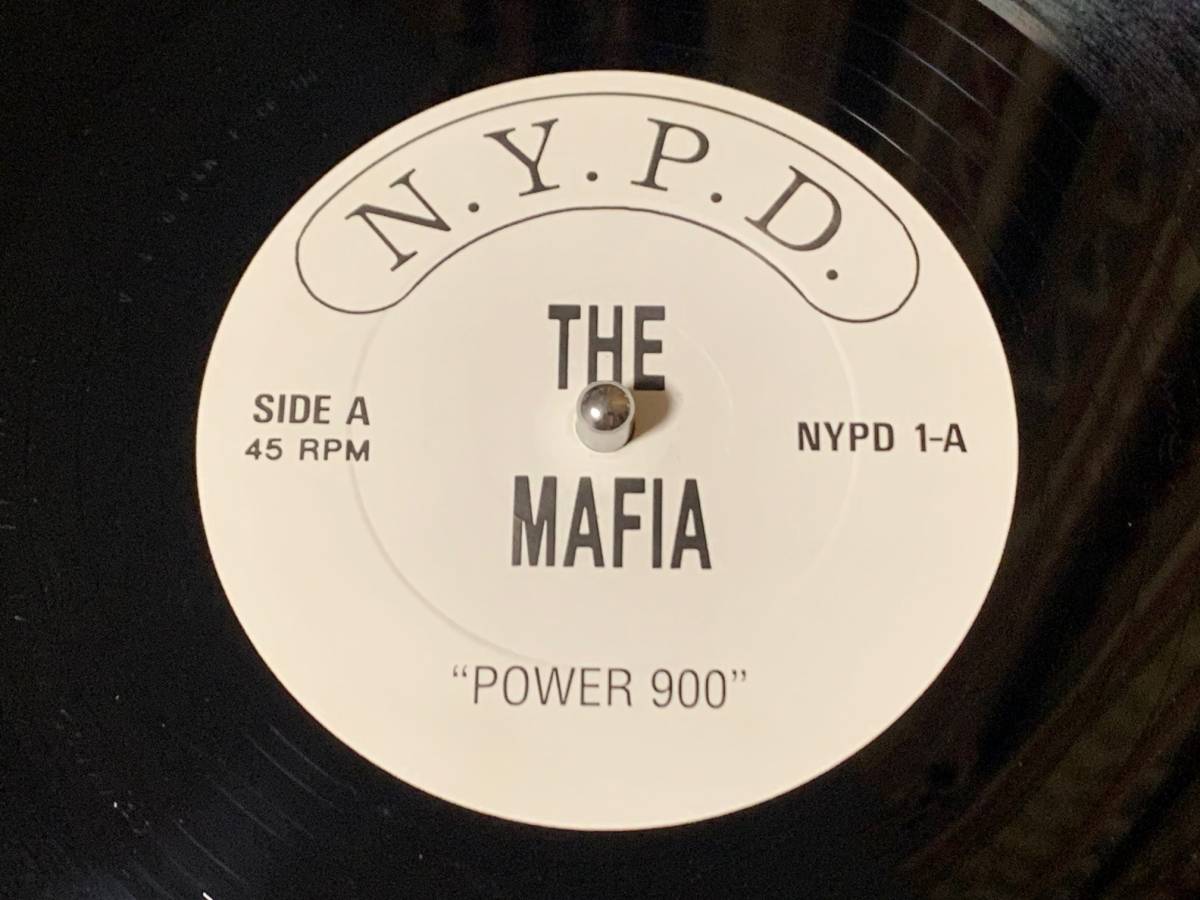 N.Y.P.D.
THE
MAFIA
SIDE A
45 RPM
NYPD 1-A
"POWER 900"